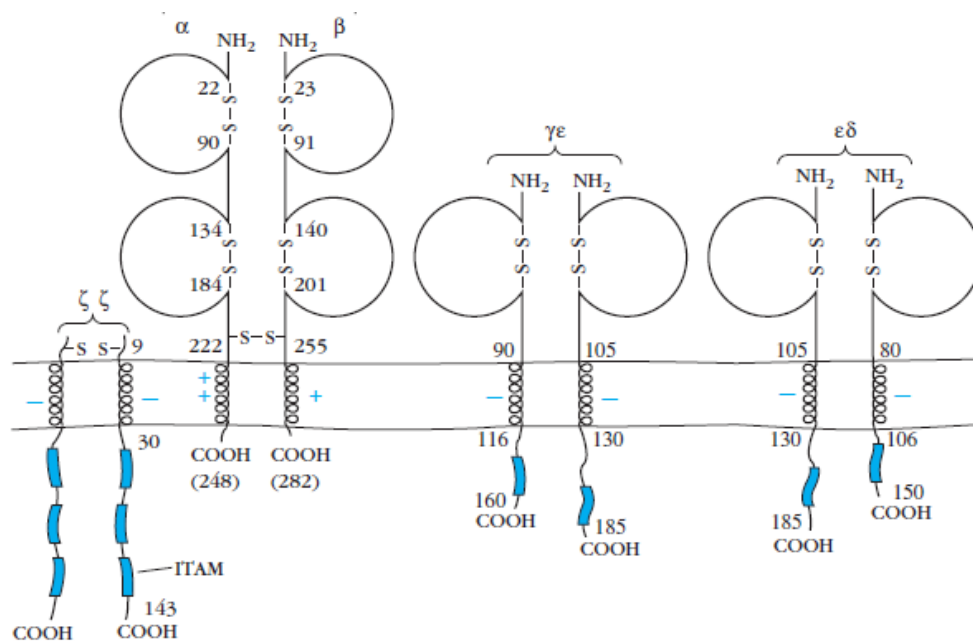 α β
NH2 NH2
22 S S 23
90 S S 91
γε εδ
NH2 NH2 NH2 NH2
134 S S 140
S S S S
184 S S 201
S S S S
ζ ζ
S S 9
222 S S 255
90 105 105 80
+ +
+
− − − − − −
30
COOH COOH
(248) (282)
116 130 130 106
160 150
COOH COOH
185 185
COOH COOH
ITAM
143
COOH COOH